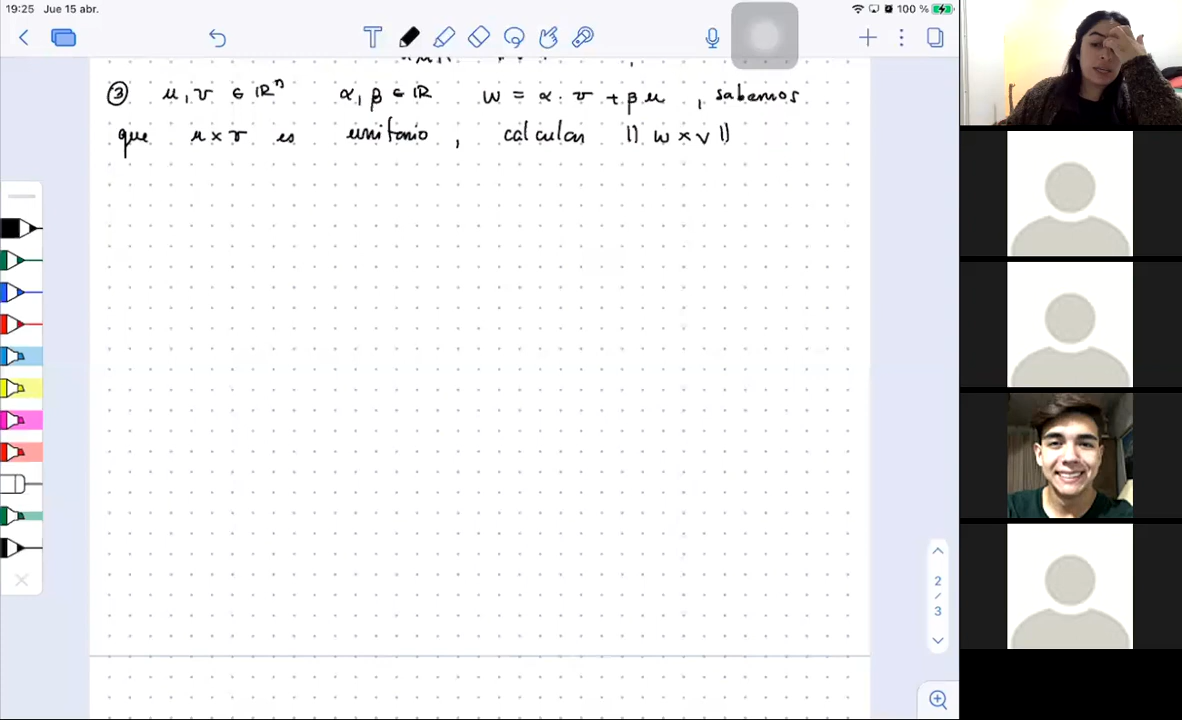 19:25 Jue 15 abr.
100 %
③ u, v ∈ ℝⁿ α, β ∈ ℝ w = α · v + β u , sabemos
que u × v es unitario , calcular || w × v ||
2
/
3